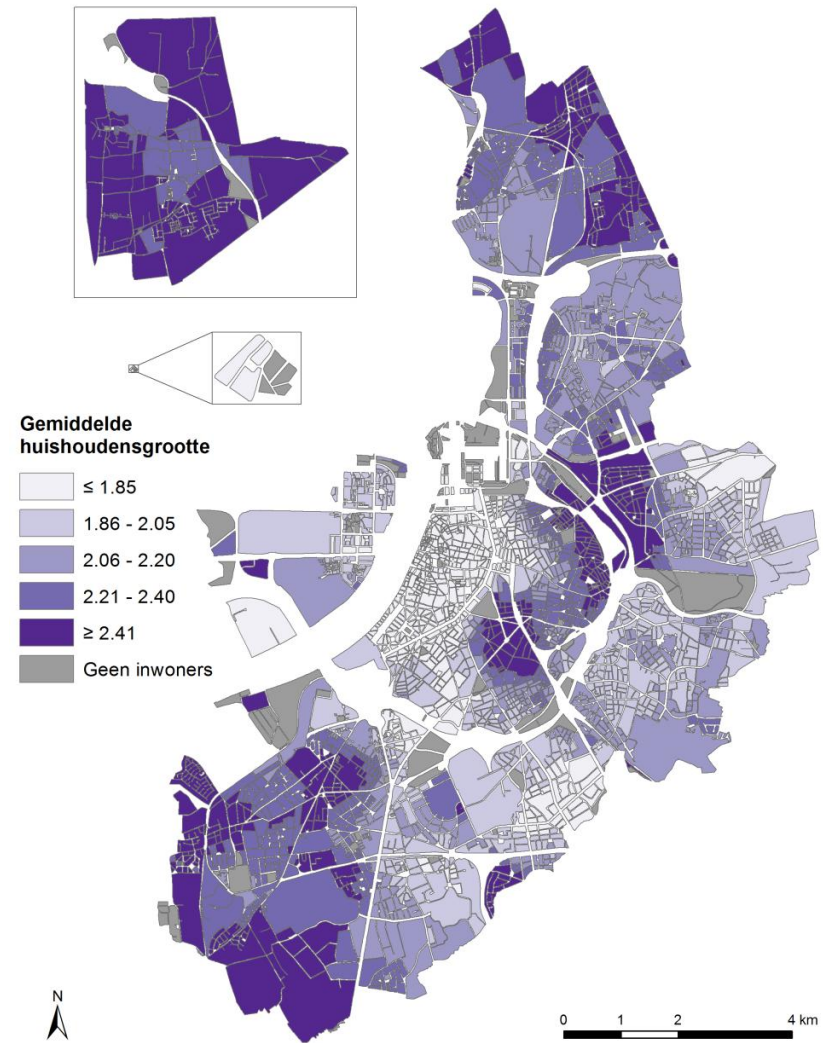 Gemiddelde
huishoudensgrootte
≤ 1.85
1.86 - 2.05
2.06 - 2.20
2.21 - 2.40
≥ 2.41
Geen inwoners
N
0 1 2 4 km